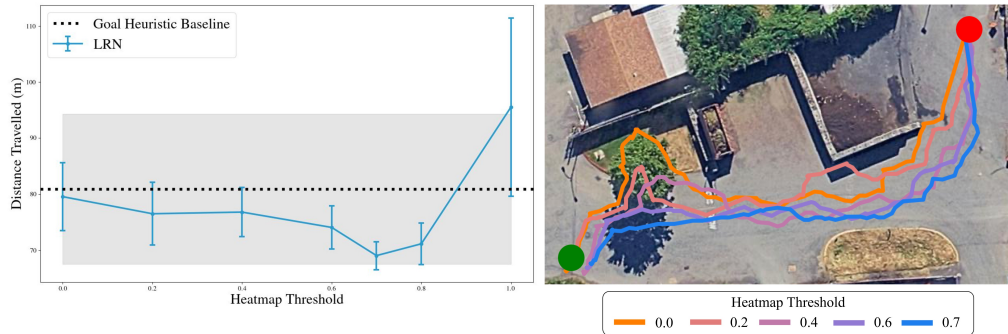 Goal Heuristic Baseline
LRN
Distance Travelled (m)
110
100
90
80
70
0.0 0.2 0.4 0.6 0.8 1.0
Heatmap Threshold
Heatmap Threshold
0.0 0.2 0.4 0.6 0.7